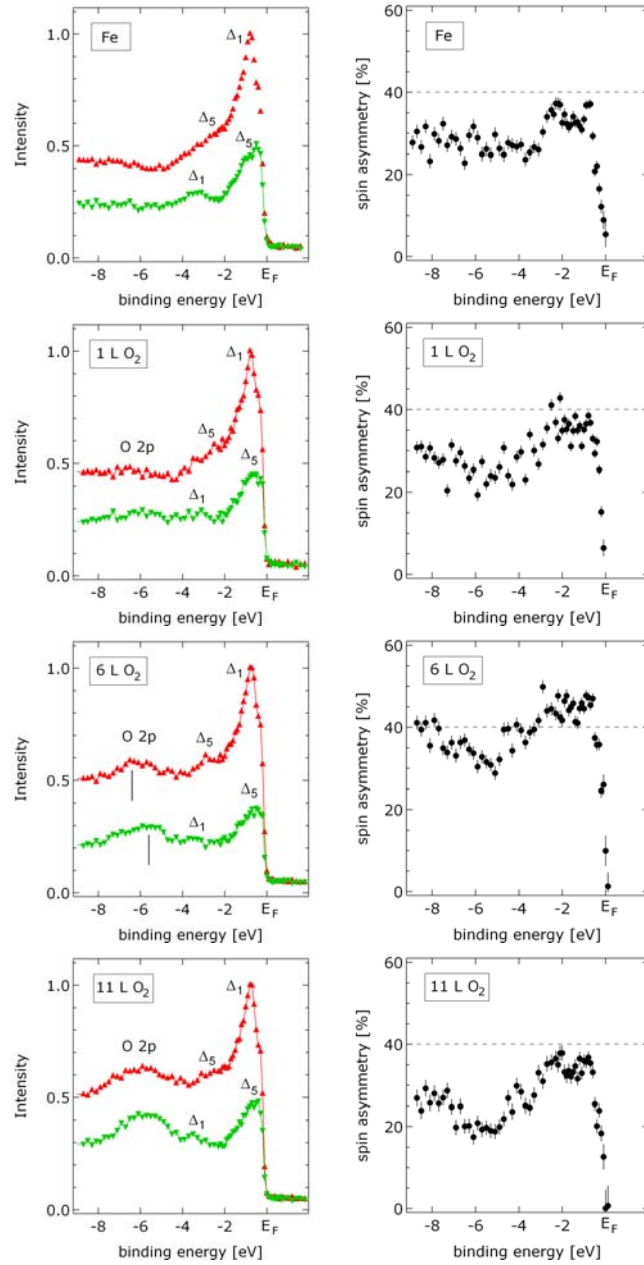 Fe
Δ1
Δ5
Δ5
Δ1
Intensity
1.0
0.5
0.0
-8 -6 -4 -2 EF
binding energy [eV]
Fe
spin asymmetry [%]
60
40
20
0
-8 -6 -4 -2 EF
binding energy [eV]
1 L O2
Δ1
O 2p
Δ5
Δ5
Δ1
Intensity
1.0
0.5
0.0
-8 -6 -4 -2 EF
binding energy [eV]
1 L O2
spin asymmetry [%]
60
40
20
0
-8 -6 -4 -2 EF
binding energy [eV]
6 L O2
Δ1
O 2p
Δ5
Δ5
Δ1
Intensity
1.0
0.5
0.0
-8 -6 -4 -2 EF
binding energy [eV]
6 L O2
spin asymmetry [%]
60
40
20
0
-8 -6 -4 -2 EF
binding energy [eV]
11 L O2
Δ1
O 2p
Δ5
Δ5
Δ1
Intensity
1.0
0.5
0.0
-8 -6 -4 -2 EF
binding energy [eV]
11 L O2
spin asymmetry [%]
60
40
20
0
-8 -6 -4 -2 EF
binding energy [eV]